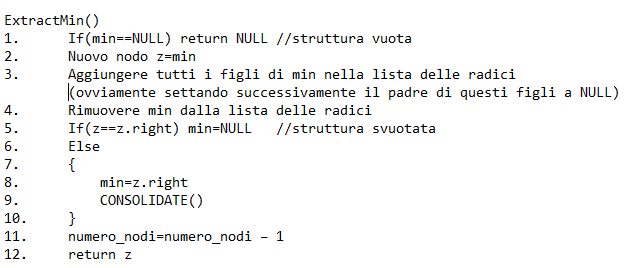 ExtractMin()
1. If(min==NULL) return NULL //struttura vuota
2. Nuovo nodo z=min
3. Aggiungere tutti i figli di min nella lista delle radici
(ovviamente settando successivamente il padre di questi figli a NULL)
4. Rimuovere min dalla lista delle radici
5. If(z==z.right) min=NULL //struttura svuotata
6. Else
7. {
8. min=z.right
9. CONSOLIDATE()
10. }
11. numero_nodi=numero_nodi – 1
12. return z